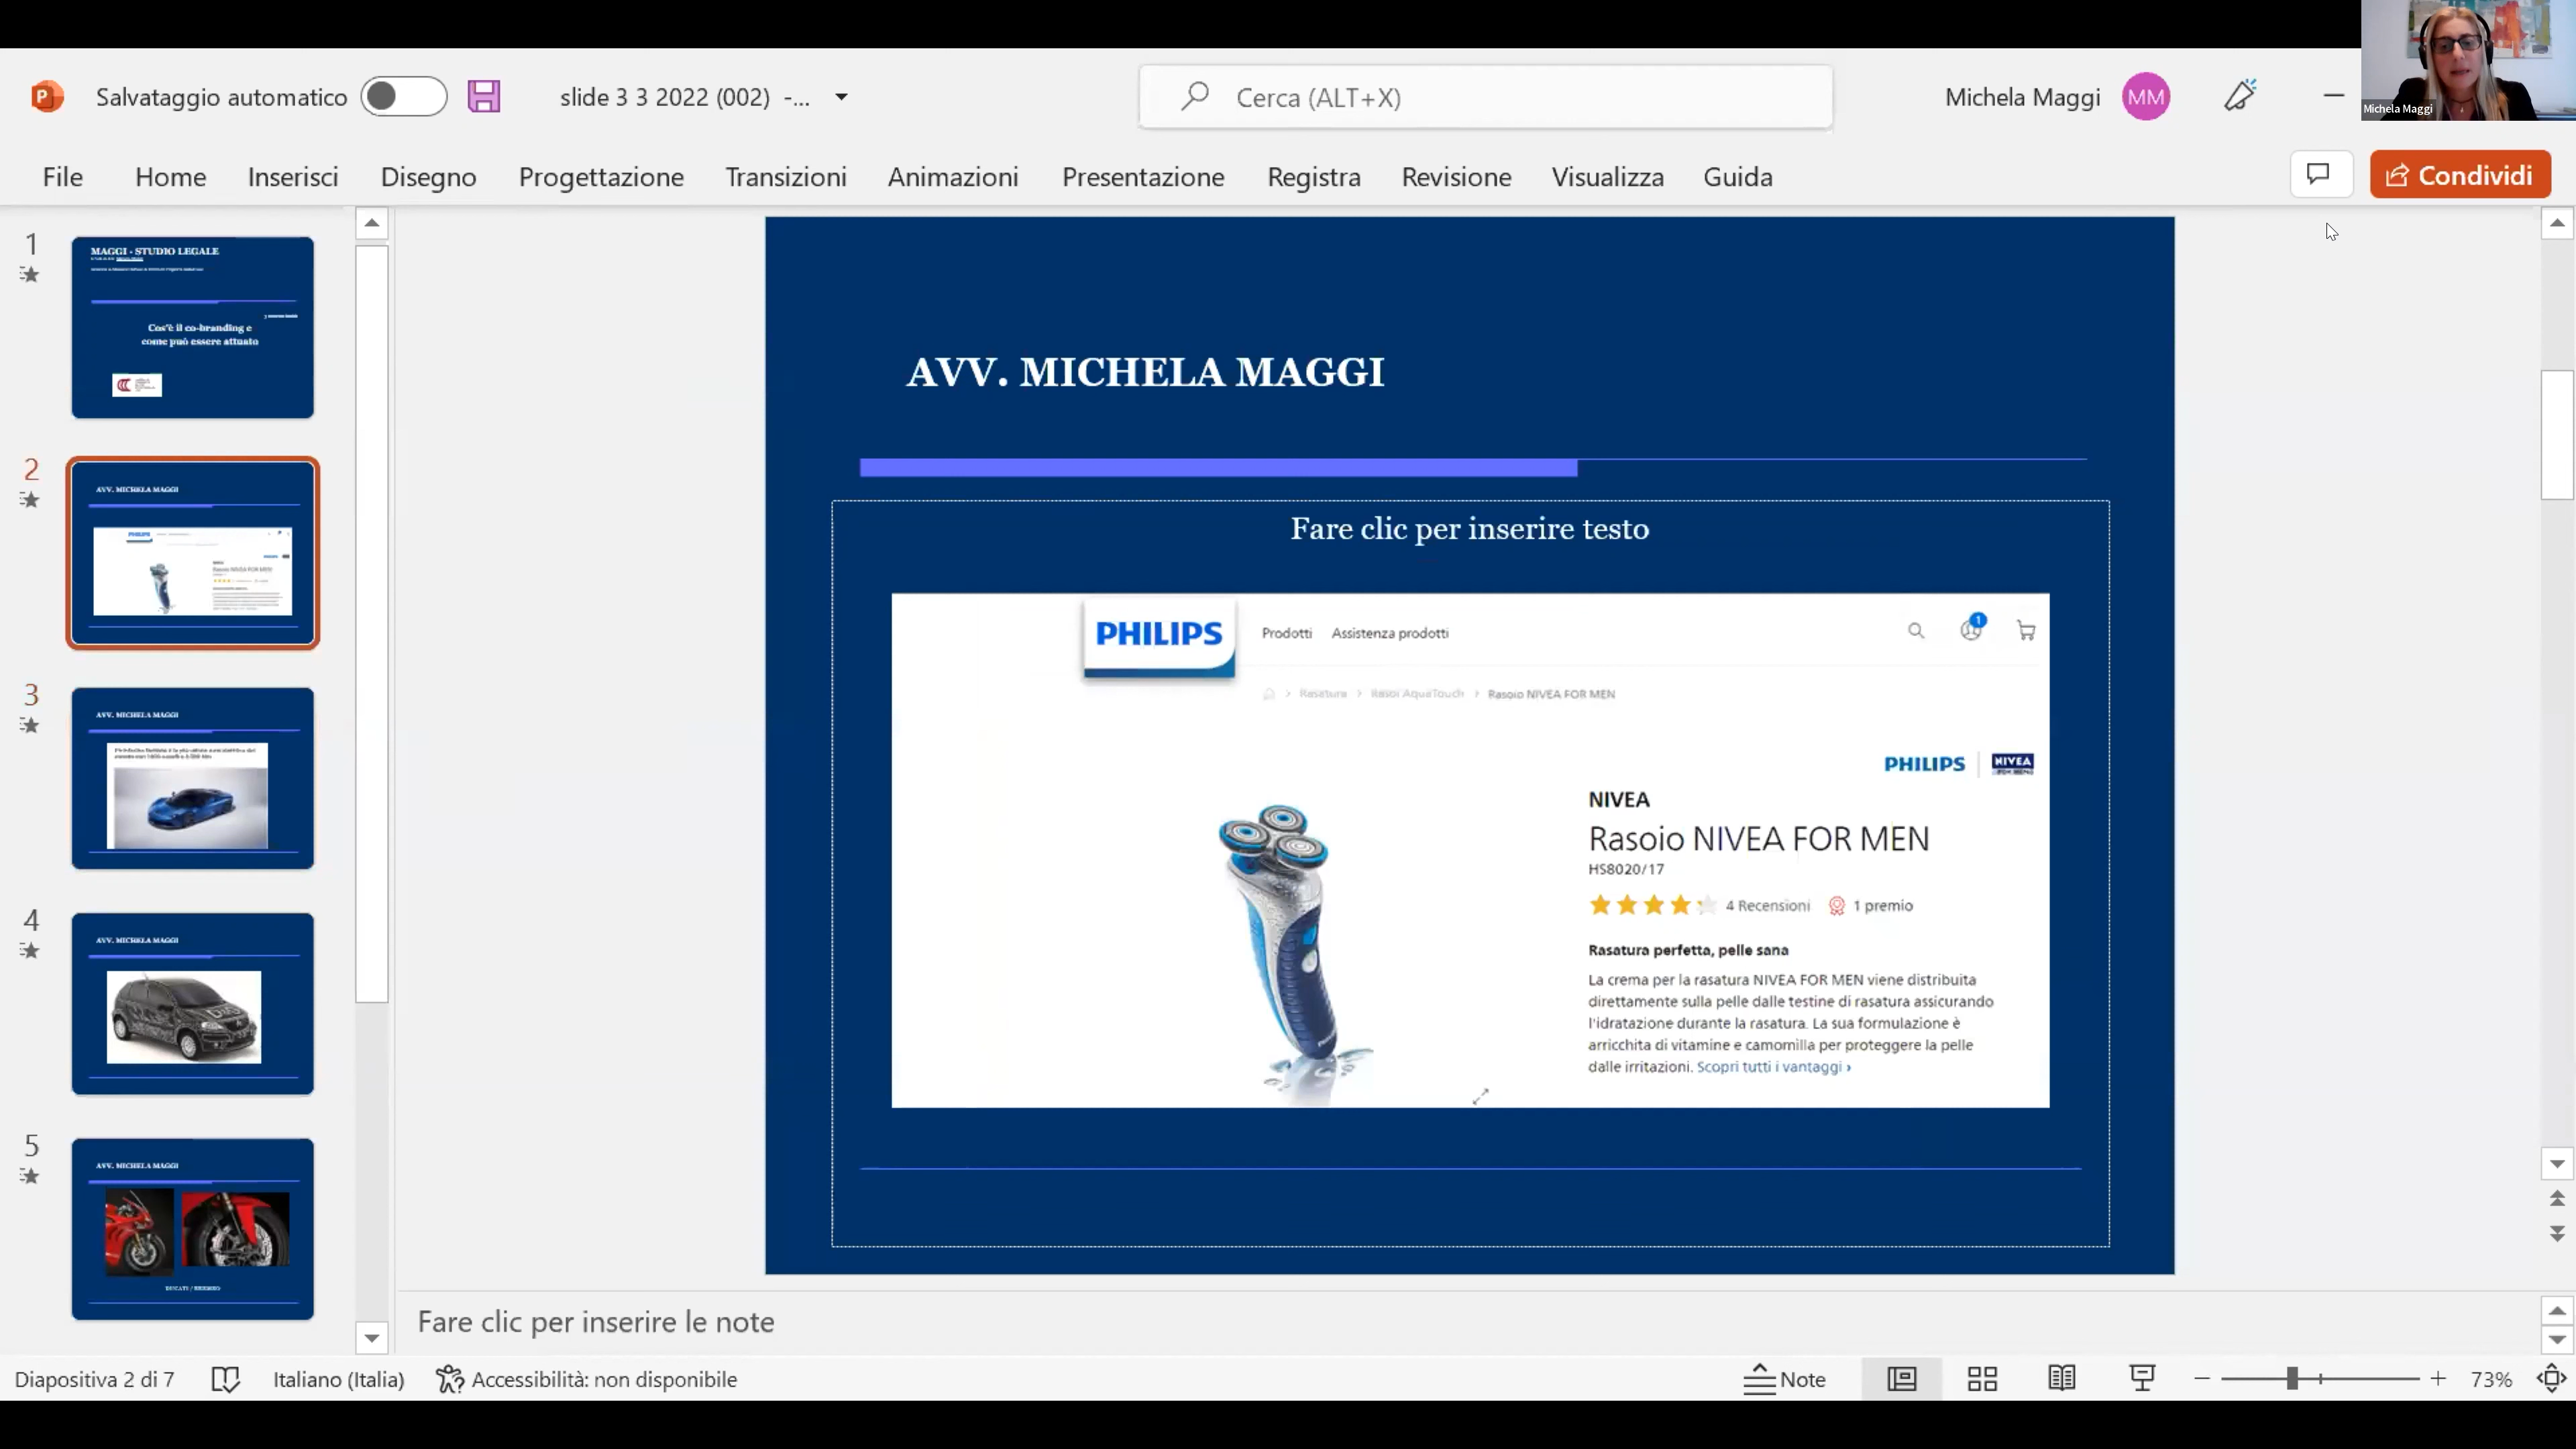 Salvataggio automatico
slide 3 3 2022 (002) -...
Cerca (ALT+X)
Michela Maggi
MM
Michela Maggi
File Home Inserisci Disegno Progettazione Transizioni Animazioni Presentazione Registra Revisione Visualizza Guida
Condividi
1
MAGGI - STUDIO LEGALE
Cos'è il co-branding e
come può essere attuato
2
AVV. MICHELA MAGGI
PHILIPS
3
AVV. MICHELA MAGGI
4
AVV. MICHELA MAGGI
5
AVV. MICHELA MAGGI
AVV. MICHELA MAGGI
Fare clic per inserire testo
PHILIPS
Prodotti Assistenza prodotti
1
> Rasatura > Rasoi AquaTouch > Rasoio NIVEA FOR MEN
PHILIPS NIVEA
FOR MEN
NIVEA
Rasoio NIVEA FOR MEN
HS8020/17
4 Recensioni 1 premio
Rasatura perfetta, pelle sana
La crema per la rasatura NIVEA FOR MEN viene distribuita
direttamente sulla pelle dalle testine di rasatura assicurando
l'idratazione durante la rasatura. La sua formulazione è
arricchita di vitamine e camomilla per proteggere la pelle
dalle irritazioni. Scopri tutti i vantaggi ›
Fare clic per inserire le note
Diapositiva 2 di 7
Italiano (Italia)
Accessibilità: non disponibile
Note
73%